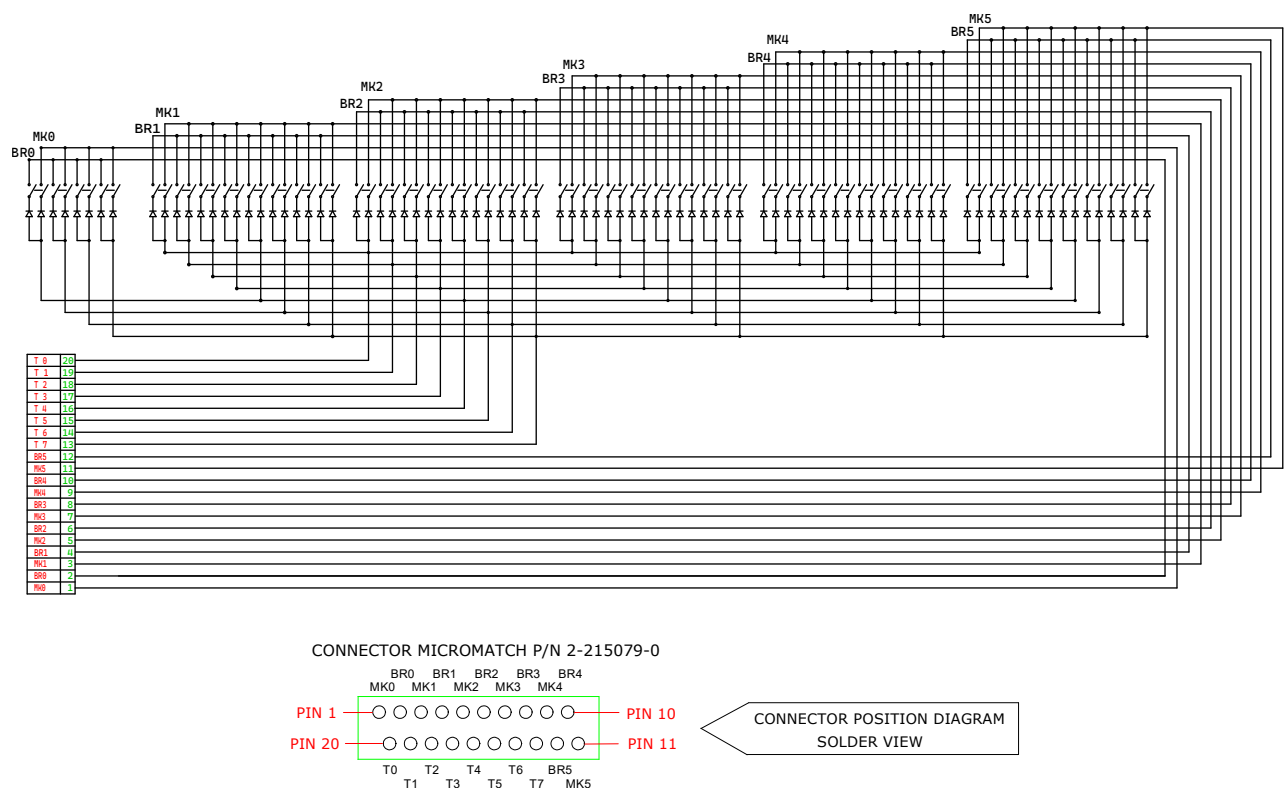 MK5
BR5
MK4
BR4
MK3
BR3
MK2
BR2
MK1
BR1
MK0
BR0
T 0 20
T 1 19
T 2 18
T 3 17
T 4 16
T 5 15
T 6 14
T 7 13
BR5 12
MK5 11
BR4 10
MK4 9
BR3 8
MK3 7
BR2 6
MK2 5
BR1 4
MK1 3
BR0 2
MK0 1
CONNECTOR MICROMATCH P/N 2-215079-0
BR0 BR1 BR2 BR3 BR4
MK0 MK1 MK2 MK3 MK4
PIN 1 PIN 10
PIN 20 PIN 11
T0 T2 T4 T6 BR5
T1 T3 T5 T7 MK5
CONNECTOR POSITION DIAGRAM
SOLDER VIEW